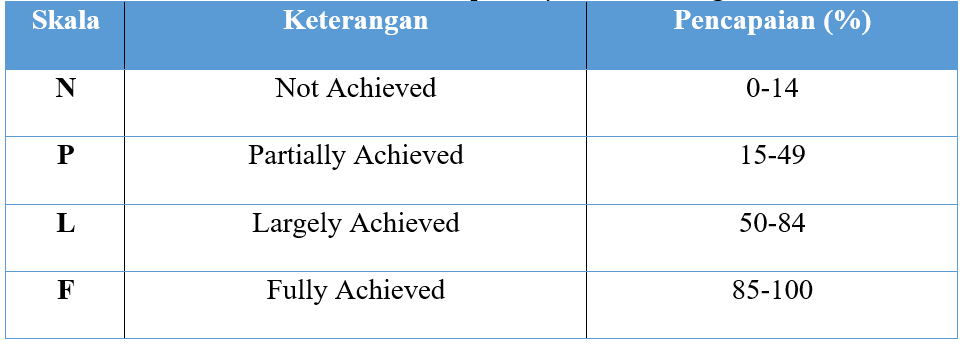 Skala Keterangan Pencapaian (%)
N Not Achieved 0-14
P Partially Achieved 15-49
L Largely Achieved 50-84
F Fully Achieved 85-100